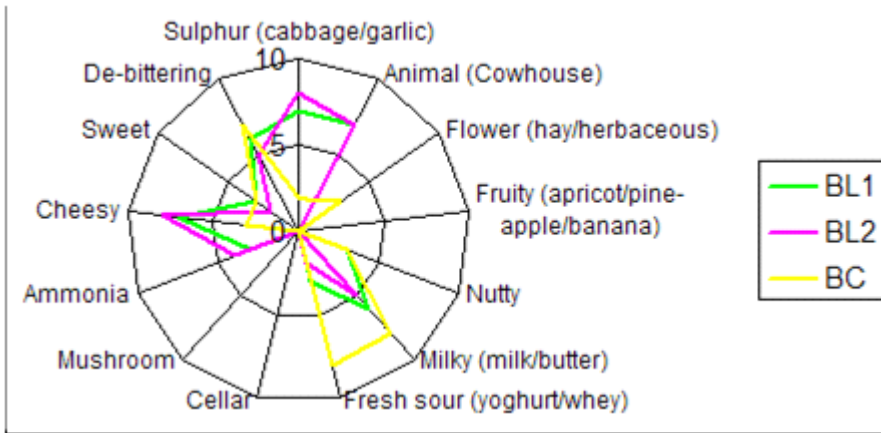 Sulphur (cabbage/garlic)
10
De-bittering
Animal (Cowhouse)
Sweet
5
Flower (hay/herbaceous)
Cheesy
0
Fruity (apricot/pine-
apple/banana)
Ammonia
Nutty
Mushroom
Milky (milk/butter)
Cellar
Fresh sour (yoghurt/whey)
BL1
BL2
BC